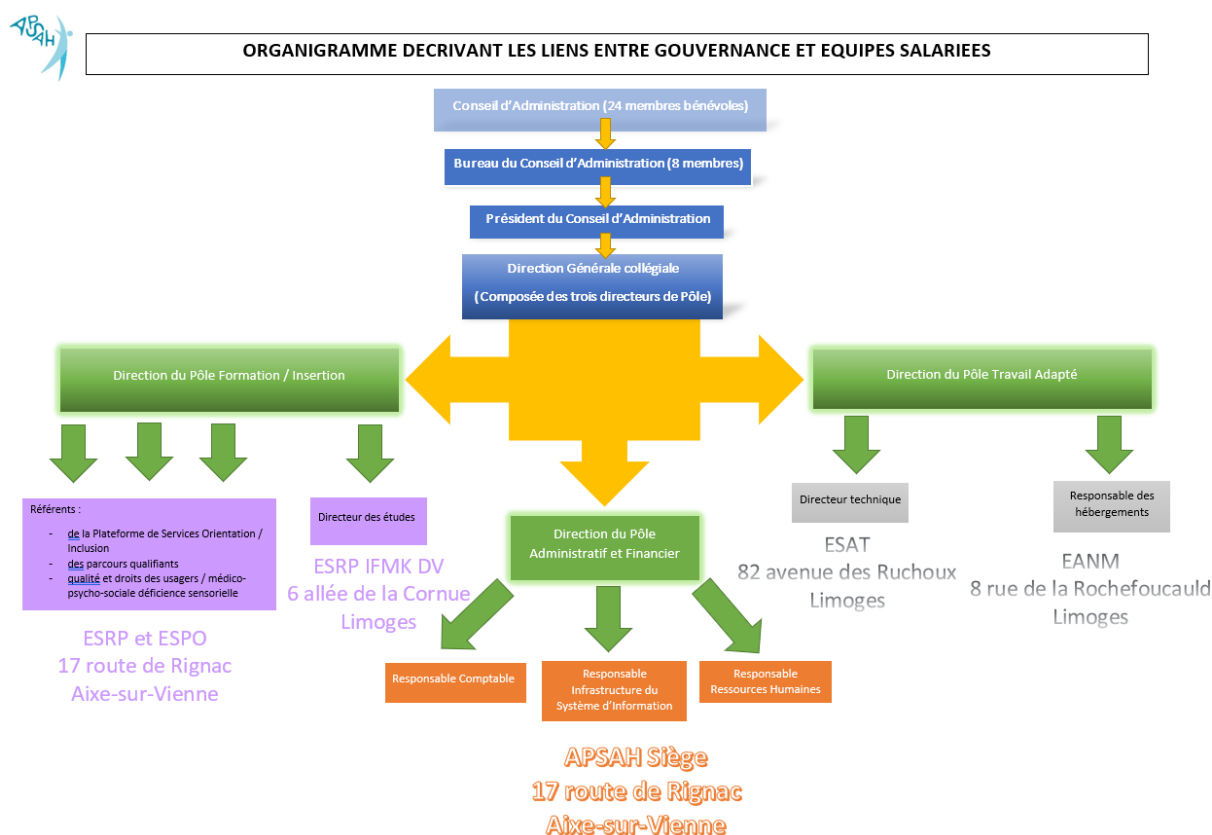 APSAH
ORGANIGRAMME DECRIVANT LES LIENS ENTRE GOUVERNANCE ET EQUIPES SALARIEES
Conseil d'Administration (24 membres bénévoles)
Bureau du Conseil d'Administration (8 membres)
Président du Conseil d'Administration
Direction Générale collégiale
(Composée des trois directeurs de Pôle)
Direction du Pôle Formation / Insertion
Direction du Pôle Travail Adapté
Référents :
- de la Plateforme de Services Orientation /
Inclusion
- des parcours qualifiants
- qualité et droits des usagers / médico-
psycho-sociale déficience sensorielle
ESRP et ESPO
17 route de Rignac
Aixe-sur-Vienne
Directeur des études
ESRP IFMK DV
6 allée de la Cornue
Limoges
Direction du Pôle
Administratif et Financier
Directeur technique
ESAT
82 avenue des Ruchoux
Limoges
Responsable des
hébergements
EANM
8 rue de la Rochefoucauld
Limoges
Responsable Comptable
Responsable
Infrastructure du
Système d'Information
Responsable
Ressources Humaines
APSAH Siège
17 route de Rignac
Aixe-sur-Vienne